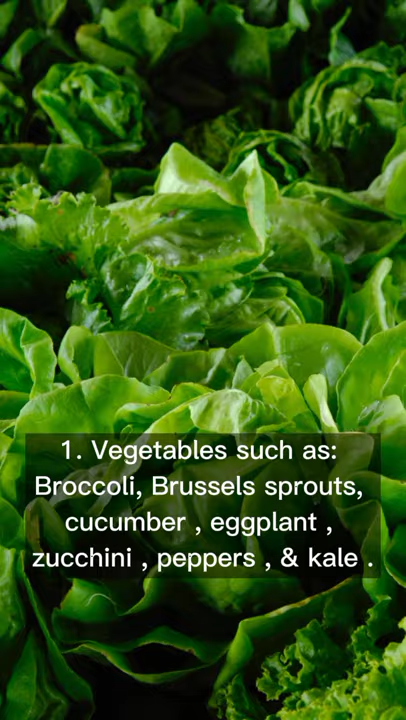 1. Vegetables such as:
Broccoli, Brussels sprouts,
cucumber , eggplant ,
zucchini , peppers , & kale .